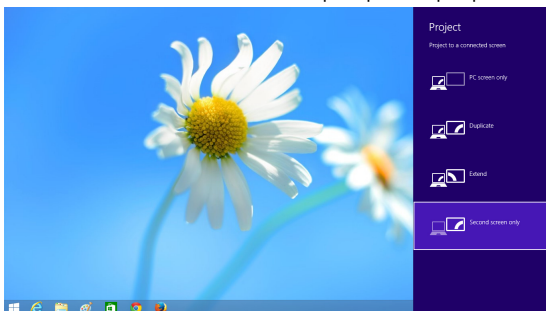 Project
Project to a connected screen
PC screen only
Duplicate
Extend
Second screen only